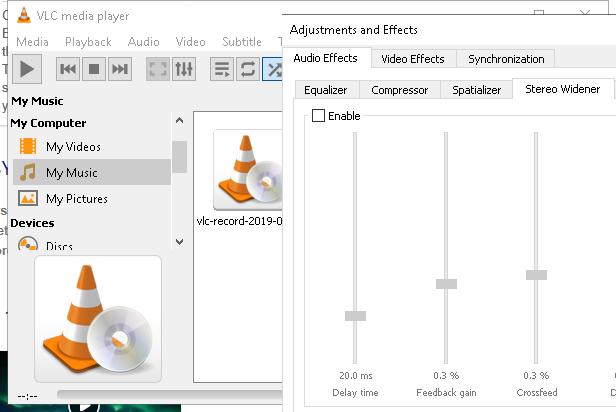 VLC media player
Media Playback Audio Video Subtitle
My Music
My Computer
My Videos
My Music
My Pictures
Devices
Discs
vlc-record-2019-0
--:--
Adjustments and Effects
Audio Effects Video Effects Synchronization
Equalizer Compressor Spatializer Stereo Widener
Enable
20.0 ms 0.3 % 0.3 %
Delay time Feedback gain Crossfeed